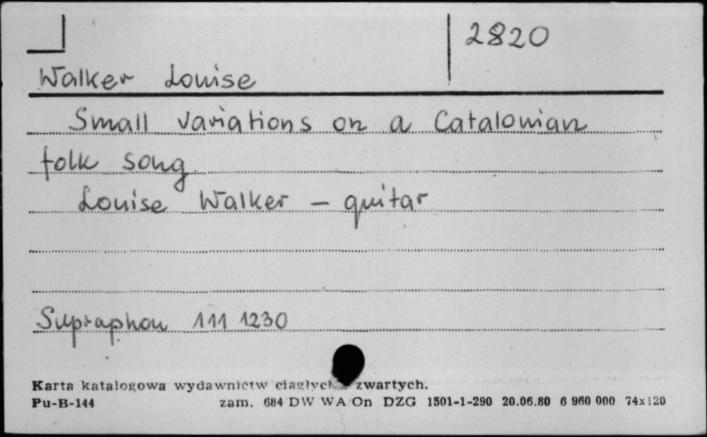 2820
Walker Louise
Small variations on a Catalonian
folk song
Louise Walker - guitar
Supraphon 111 1230
Karta katalogowa wydawnictw ciągłych zwartych.
Pu-B-144 zam. 684 DW WA On DZG 1501-1-290 20.06.80 6 960 000 74x120